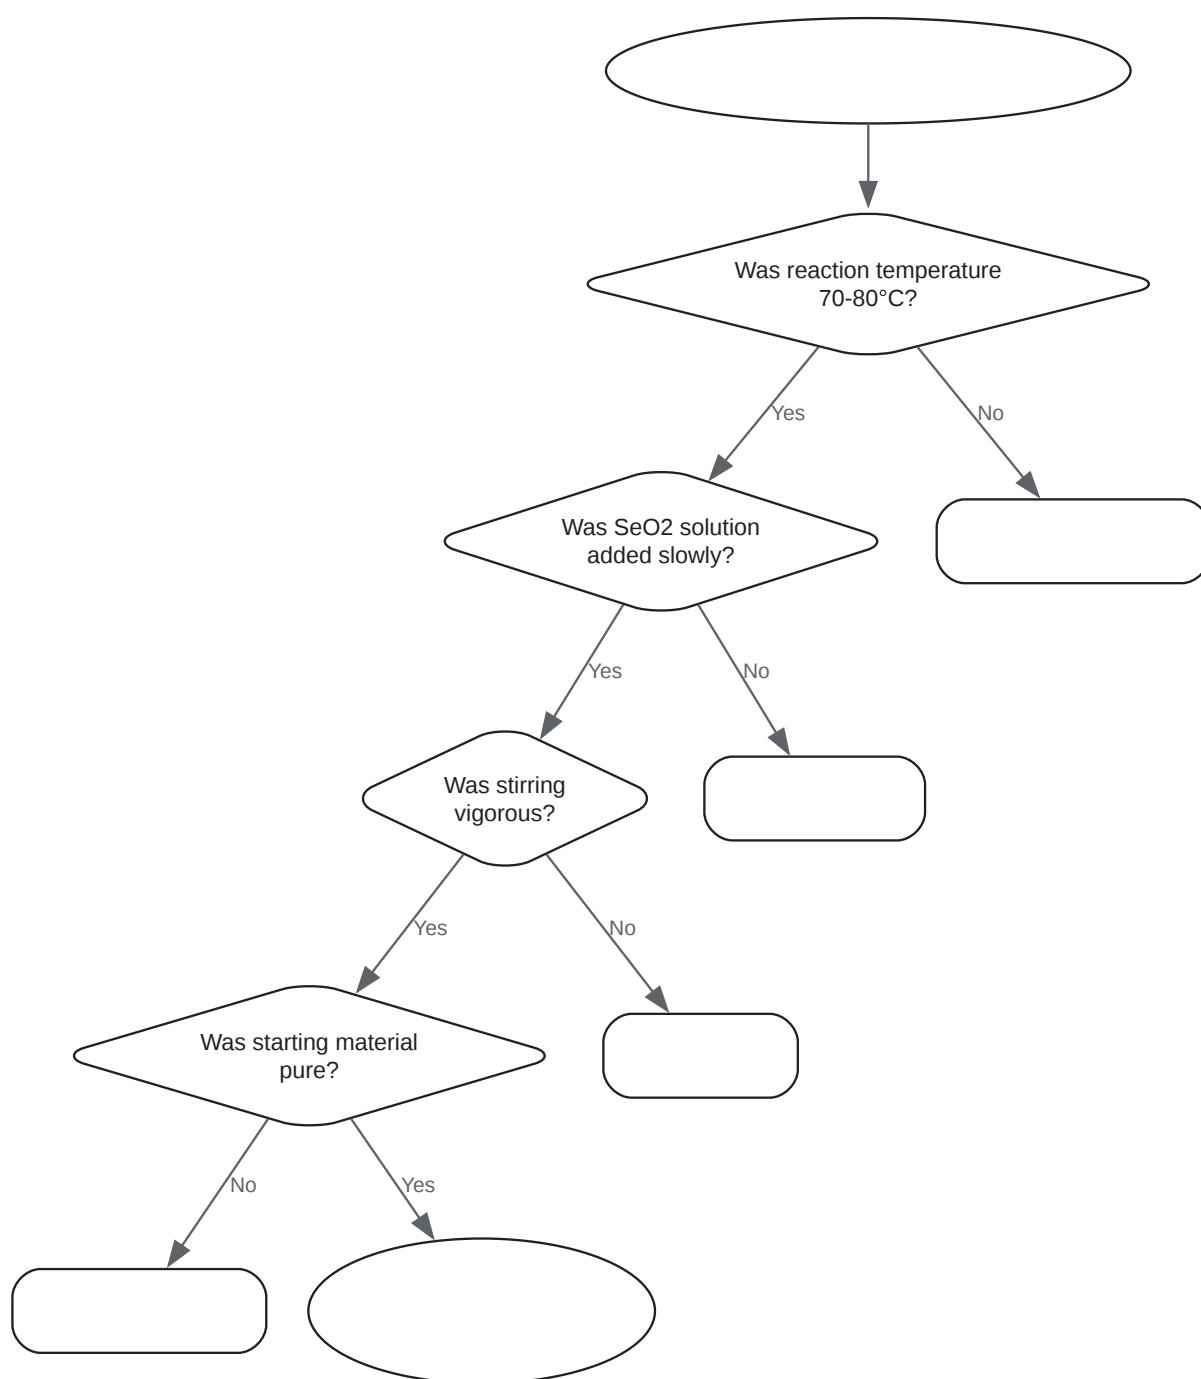 Was reaction temperature
70-80°C?
Yes
No
Was SeO2 solution
added slowly?
Yes
No
Was stirring
vigorous?
Yes
No
Was starting material
pure?
No
Yes